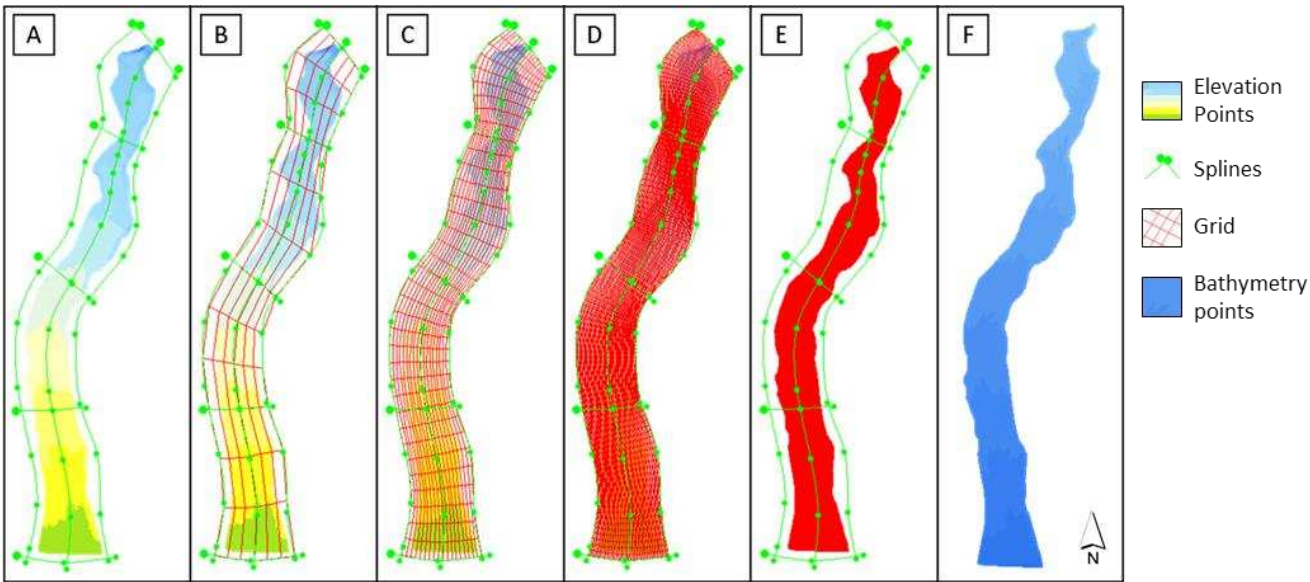 A
B
C
D
E
F
Elevation
Points
Splines
Grid
Bathymetry
points
N